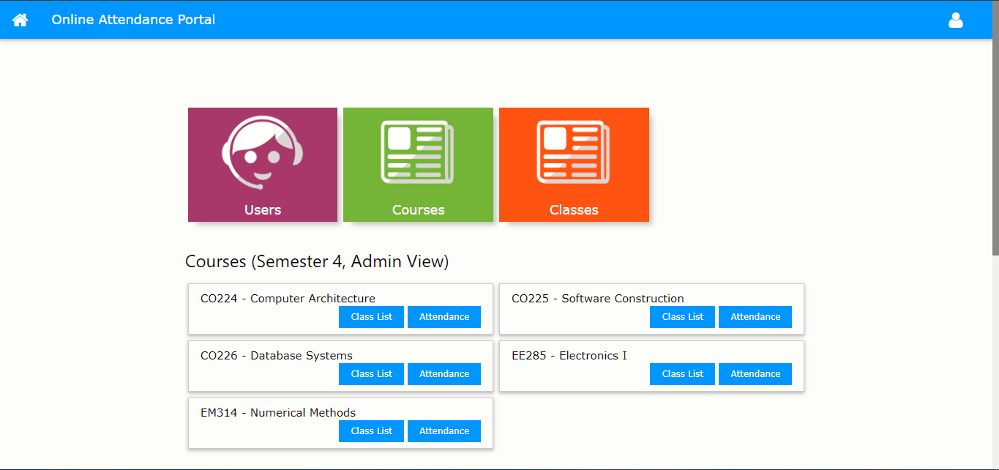 Online Attendance Portal
Users
Courses
Classes
Courses (Semester 4, Admin View)
CO224 - Computer Architecture
Class List
Attendance
CO225 - Software Construction
Class List
Attendance
CO226 - Database Systems
Class List
Attendance
EE285 - Electronics I
Class List
Attendance
EM314 - Numerical Methods
Class List
Attendance